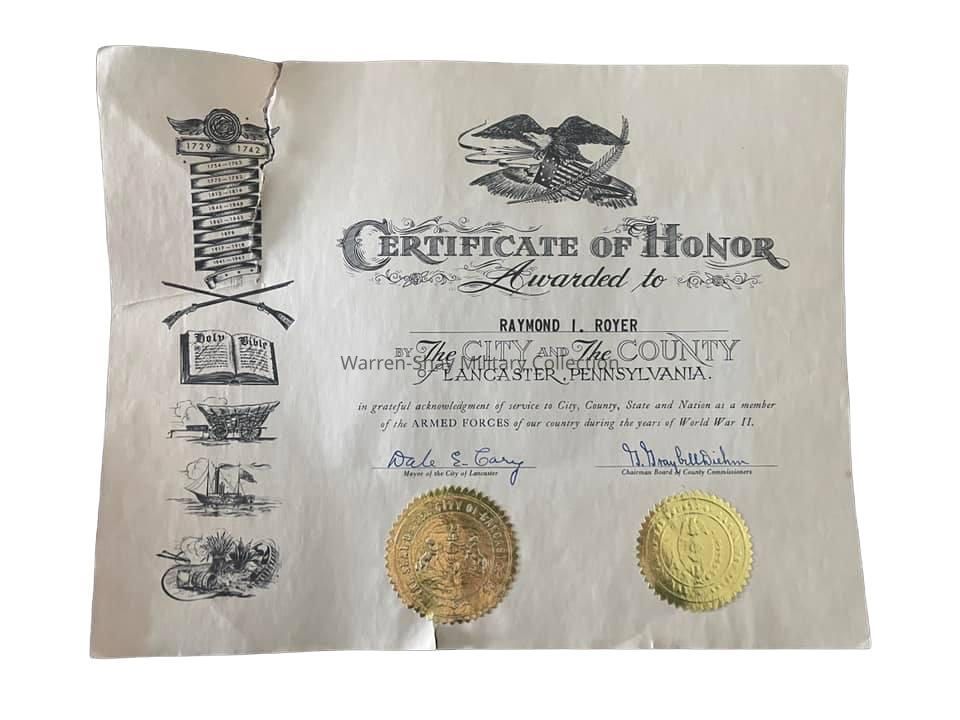 1729 1742
1754-1763
1775-1783
1812-1814
1846-1848
1861-1865
1898
1917-1918
1941-1945
Holy Bible
CERTIFICATE OF HONOR
Awarded to
RAYMOND I. ROYER
BY The CITY AND The COUNTY
Warren-Shay Military Collection
of LANCASTER, PENNSYLVANIA.
in grateful acknowledgment of service to City, County, State and Nation as a member
of the ARMED FORCES of our country during the years of World War II.
Dale E. Cary
Mayor of the City of Lancaster
G. Graybill Diehm
Chairman Board of County Commissioners
CITY OF